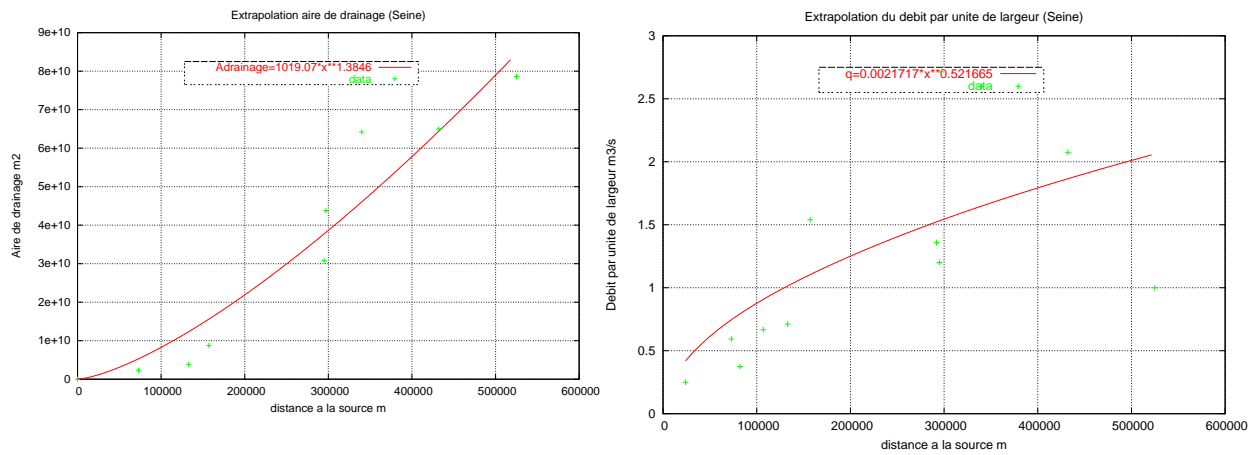 Extrapolation aire de drainage (Seine)
9e+10
8e+10
7e+10
6e+10
5e+10
4e+10
3e+10
2e+10
1e+10
0
Aire de drainage m2
Adrainage=1019.07*x**1.3846
data
0 100000 200000 300000 400000 500000 600000
distance a la source m
Extrapolation du debit par unite de largeur (Seine)
3
2.5
2
1.5
1
0.5
0
Debit par unite de largeur m3/s
q=0.0021717*x**0.521665
data
0 100000 200000 300000 400000 500000 600000
distance a la source m